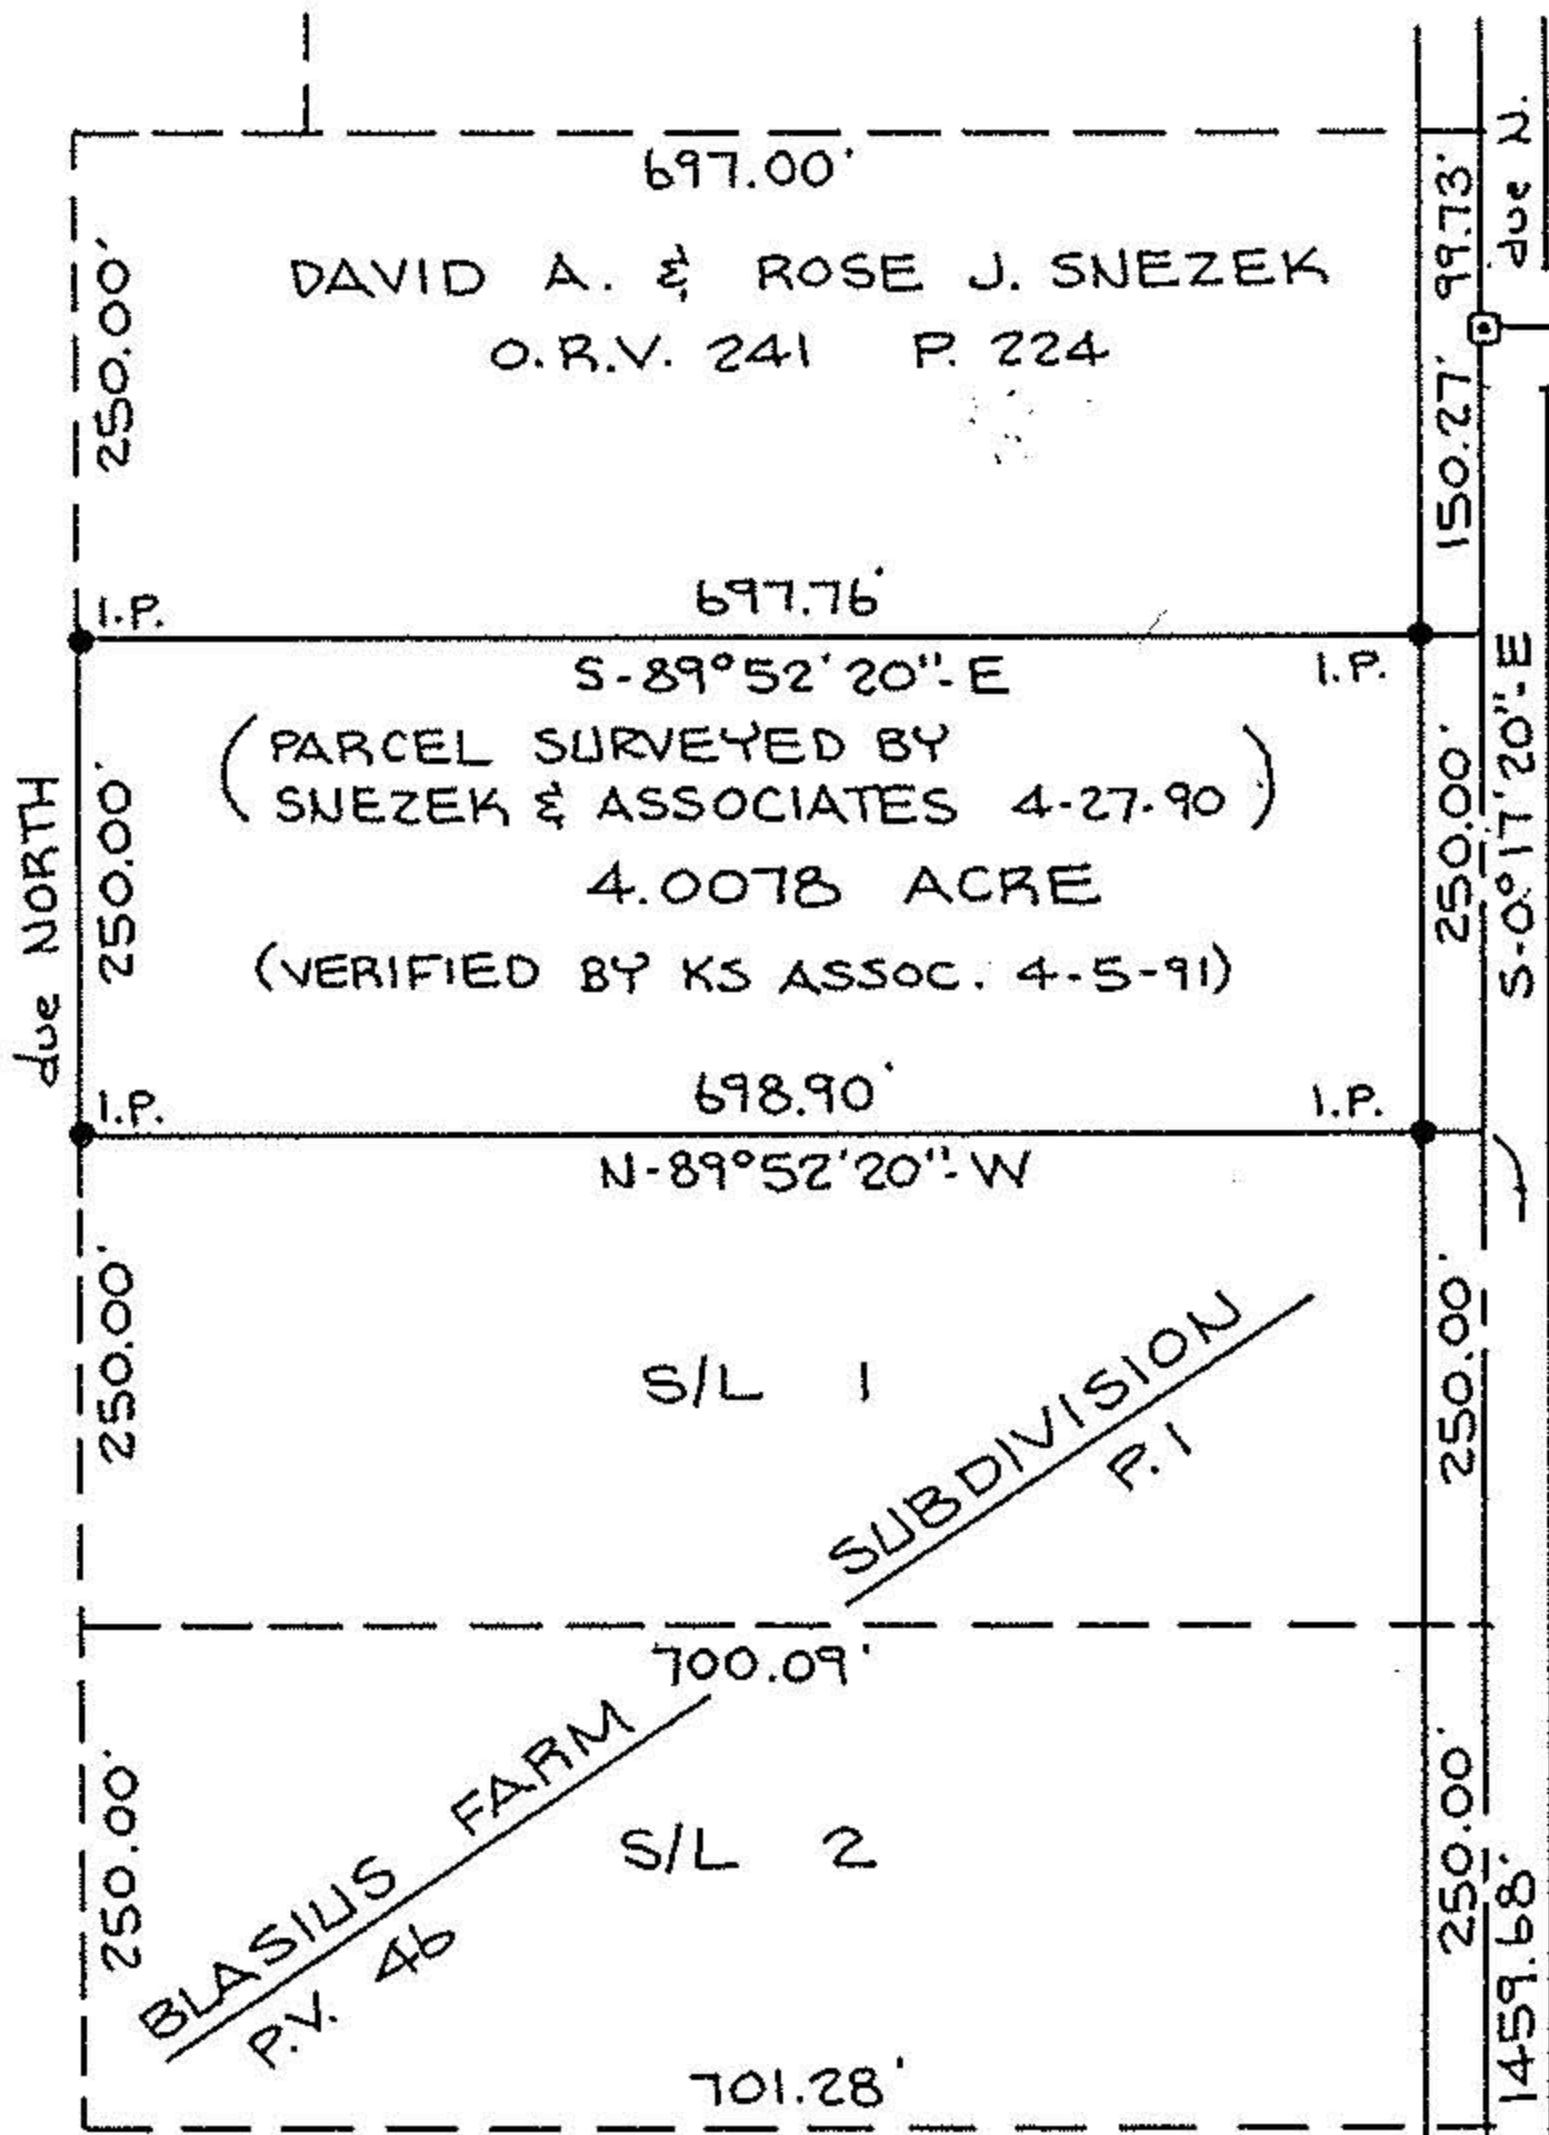 697.00'
due N.
99.73'
250.00'
DAVID A. & ROSE J. SNEZEK
O.R.V. 241 P. 224
150.27'
697.76'
I.P.
S-89°52'20"-E
I.P.
(PARCEL SURVEYED BY
SNEZEK & ASSOCIATES 4-27-90)
4.0078 ACRE
(VERIFIED BY KS ASSOC. 4-5-91)
due NORTH
250.00'
250.00'
S-0°17'20"-E
698.90'
I.P.
I.P.
N-89°52'20"-W
250.00'
S/L 1
250.00'
SUBDIVISION
P. 1
700.09'
250.00'
BLASIUS FARM
P.V. 46
S/L 2
250.00'
1459.68'
701.28'